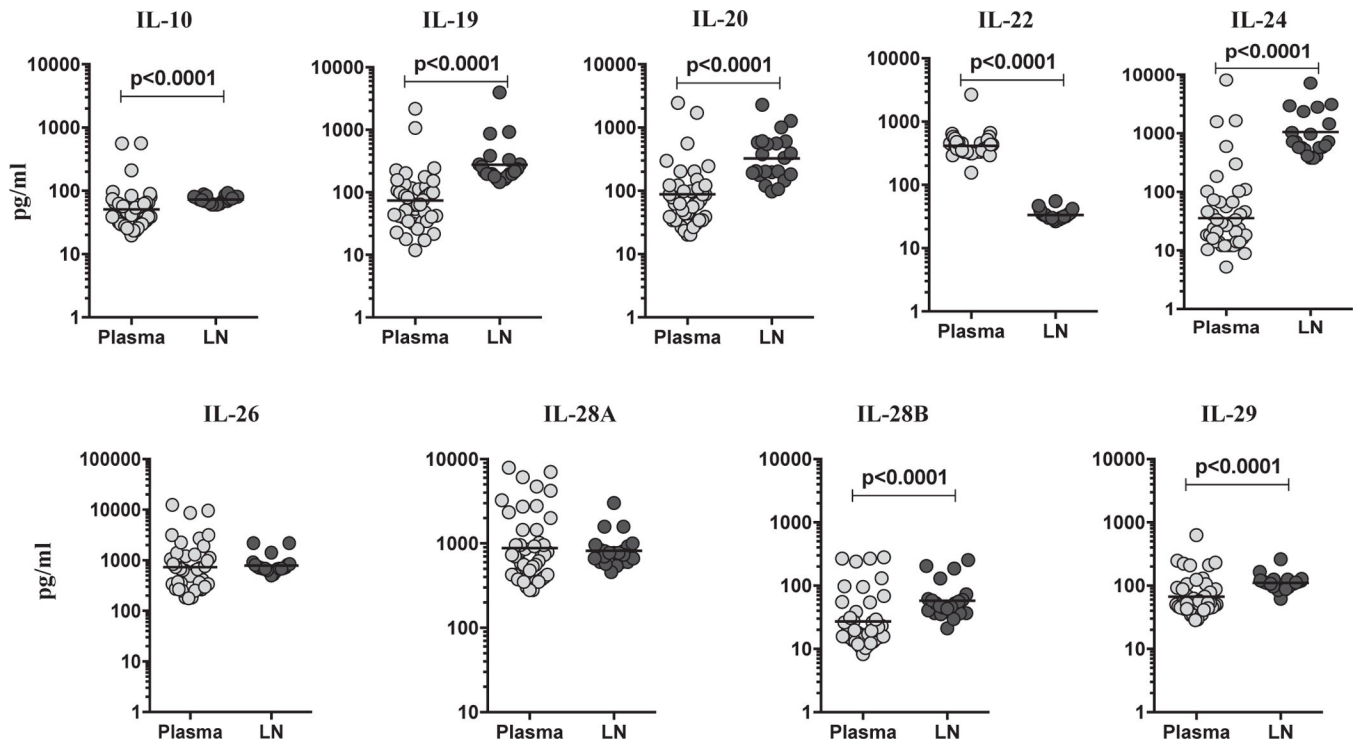 IL-10 IL-19 IL-20 IL-22 IL-24
p<0.0001 p<0.0001 p<0.0001 p<0.0001 p<0.0001
pg/ml
10000 10000 10000 10000 10000
1000 1000 1000 1000 1000
100 100 100 100 100
10 10 10 10 10
1 1 1 1 1
Plasma LN Plasma LN Plasma LN Plasma LN Plasma LN
IL-26 IL-28A IL-28B IL-29
p<0.0001 p<0.0001
pg/ml
100000 10000 10000 10000
10000 1000 1000 1000
1000 100 100 100
100 10 10 10
10 1 1
1
Plasma LN Plasma LN Plasma LN Plasma LN